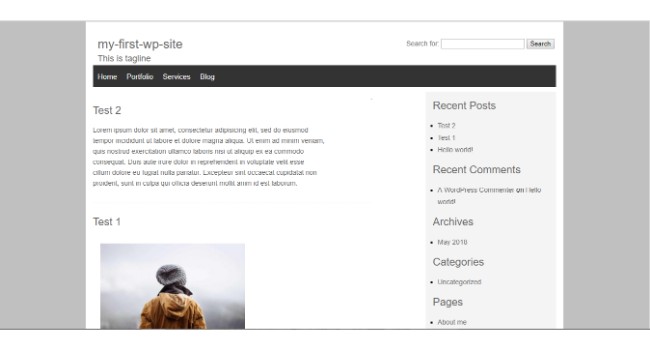 my-first-wp-site
This is tagline
Search for:
Search
Home Portfolio Services Blog
Test 2
Lorem ipsum dolor sit amet, consectetur adipisicing elit, sed do eiusmod
tempor incididunt ut labore et dolore magna aliqua. Ut enim ad minim veniam,
quis nostrud exercitation ullamco laboris nisi ut aliquip ex ea commodo
consequat. Duis aute irure dolor in reprehenderit in voluptate velit esse
cillum dolore eu fugiat nulla pariatur. Excepteur sint occaecat cupidatat non
proident, sunt in culpa qui officia deserunt mollit anim id est laborum.
Test 1
Recent Posts
Test 2
Test 1
Hello world!
Recent Comments
A WordPress Commenter on Hello
world!
Archives
May 2018
Categories
Uncategorized
Pages
About me